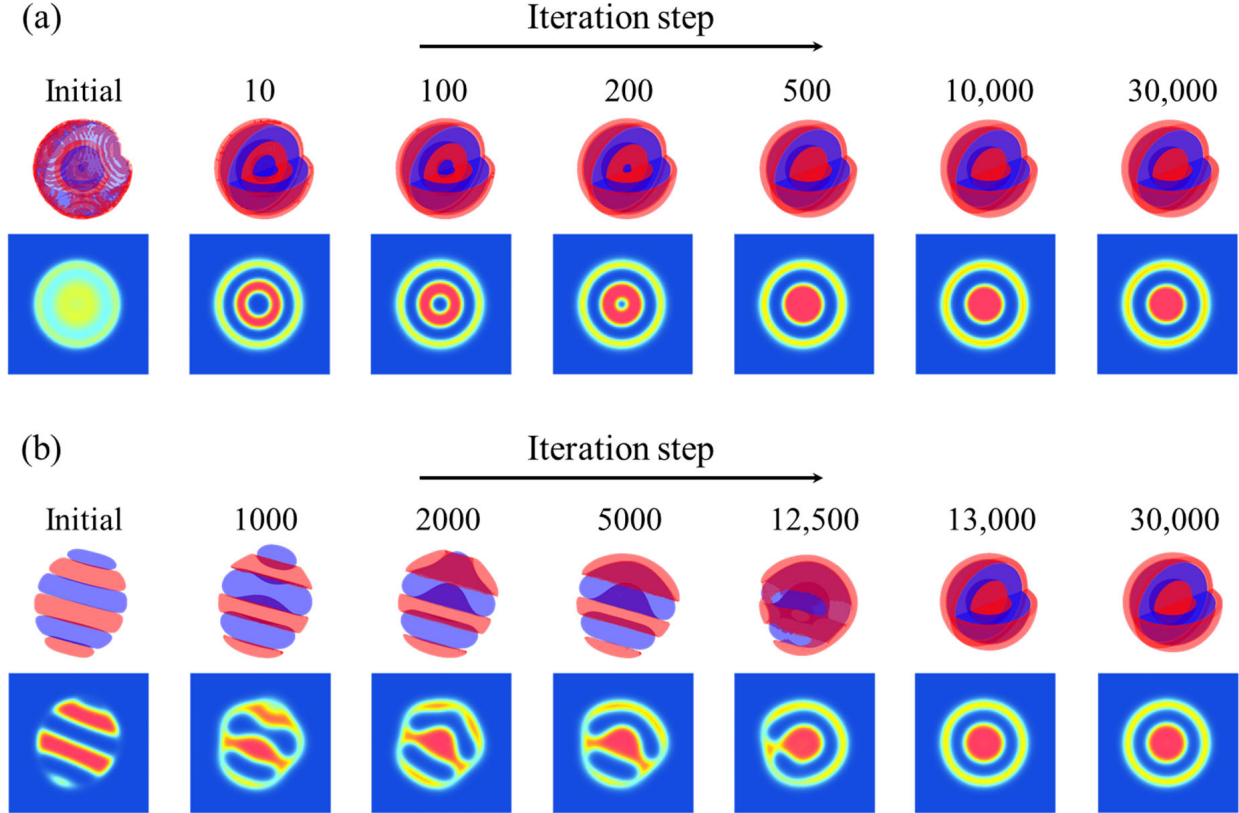 (a)
Iteration step
Initial 10 100 200 500 10,000 30,000
(b)
Iteration step
Initial 1000 2000 5000 12,500 13,000 30,000